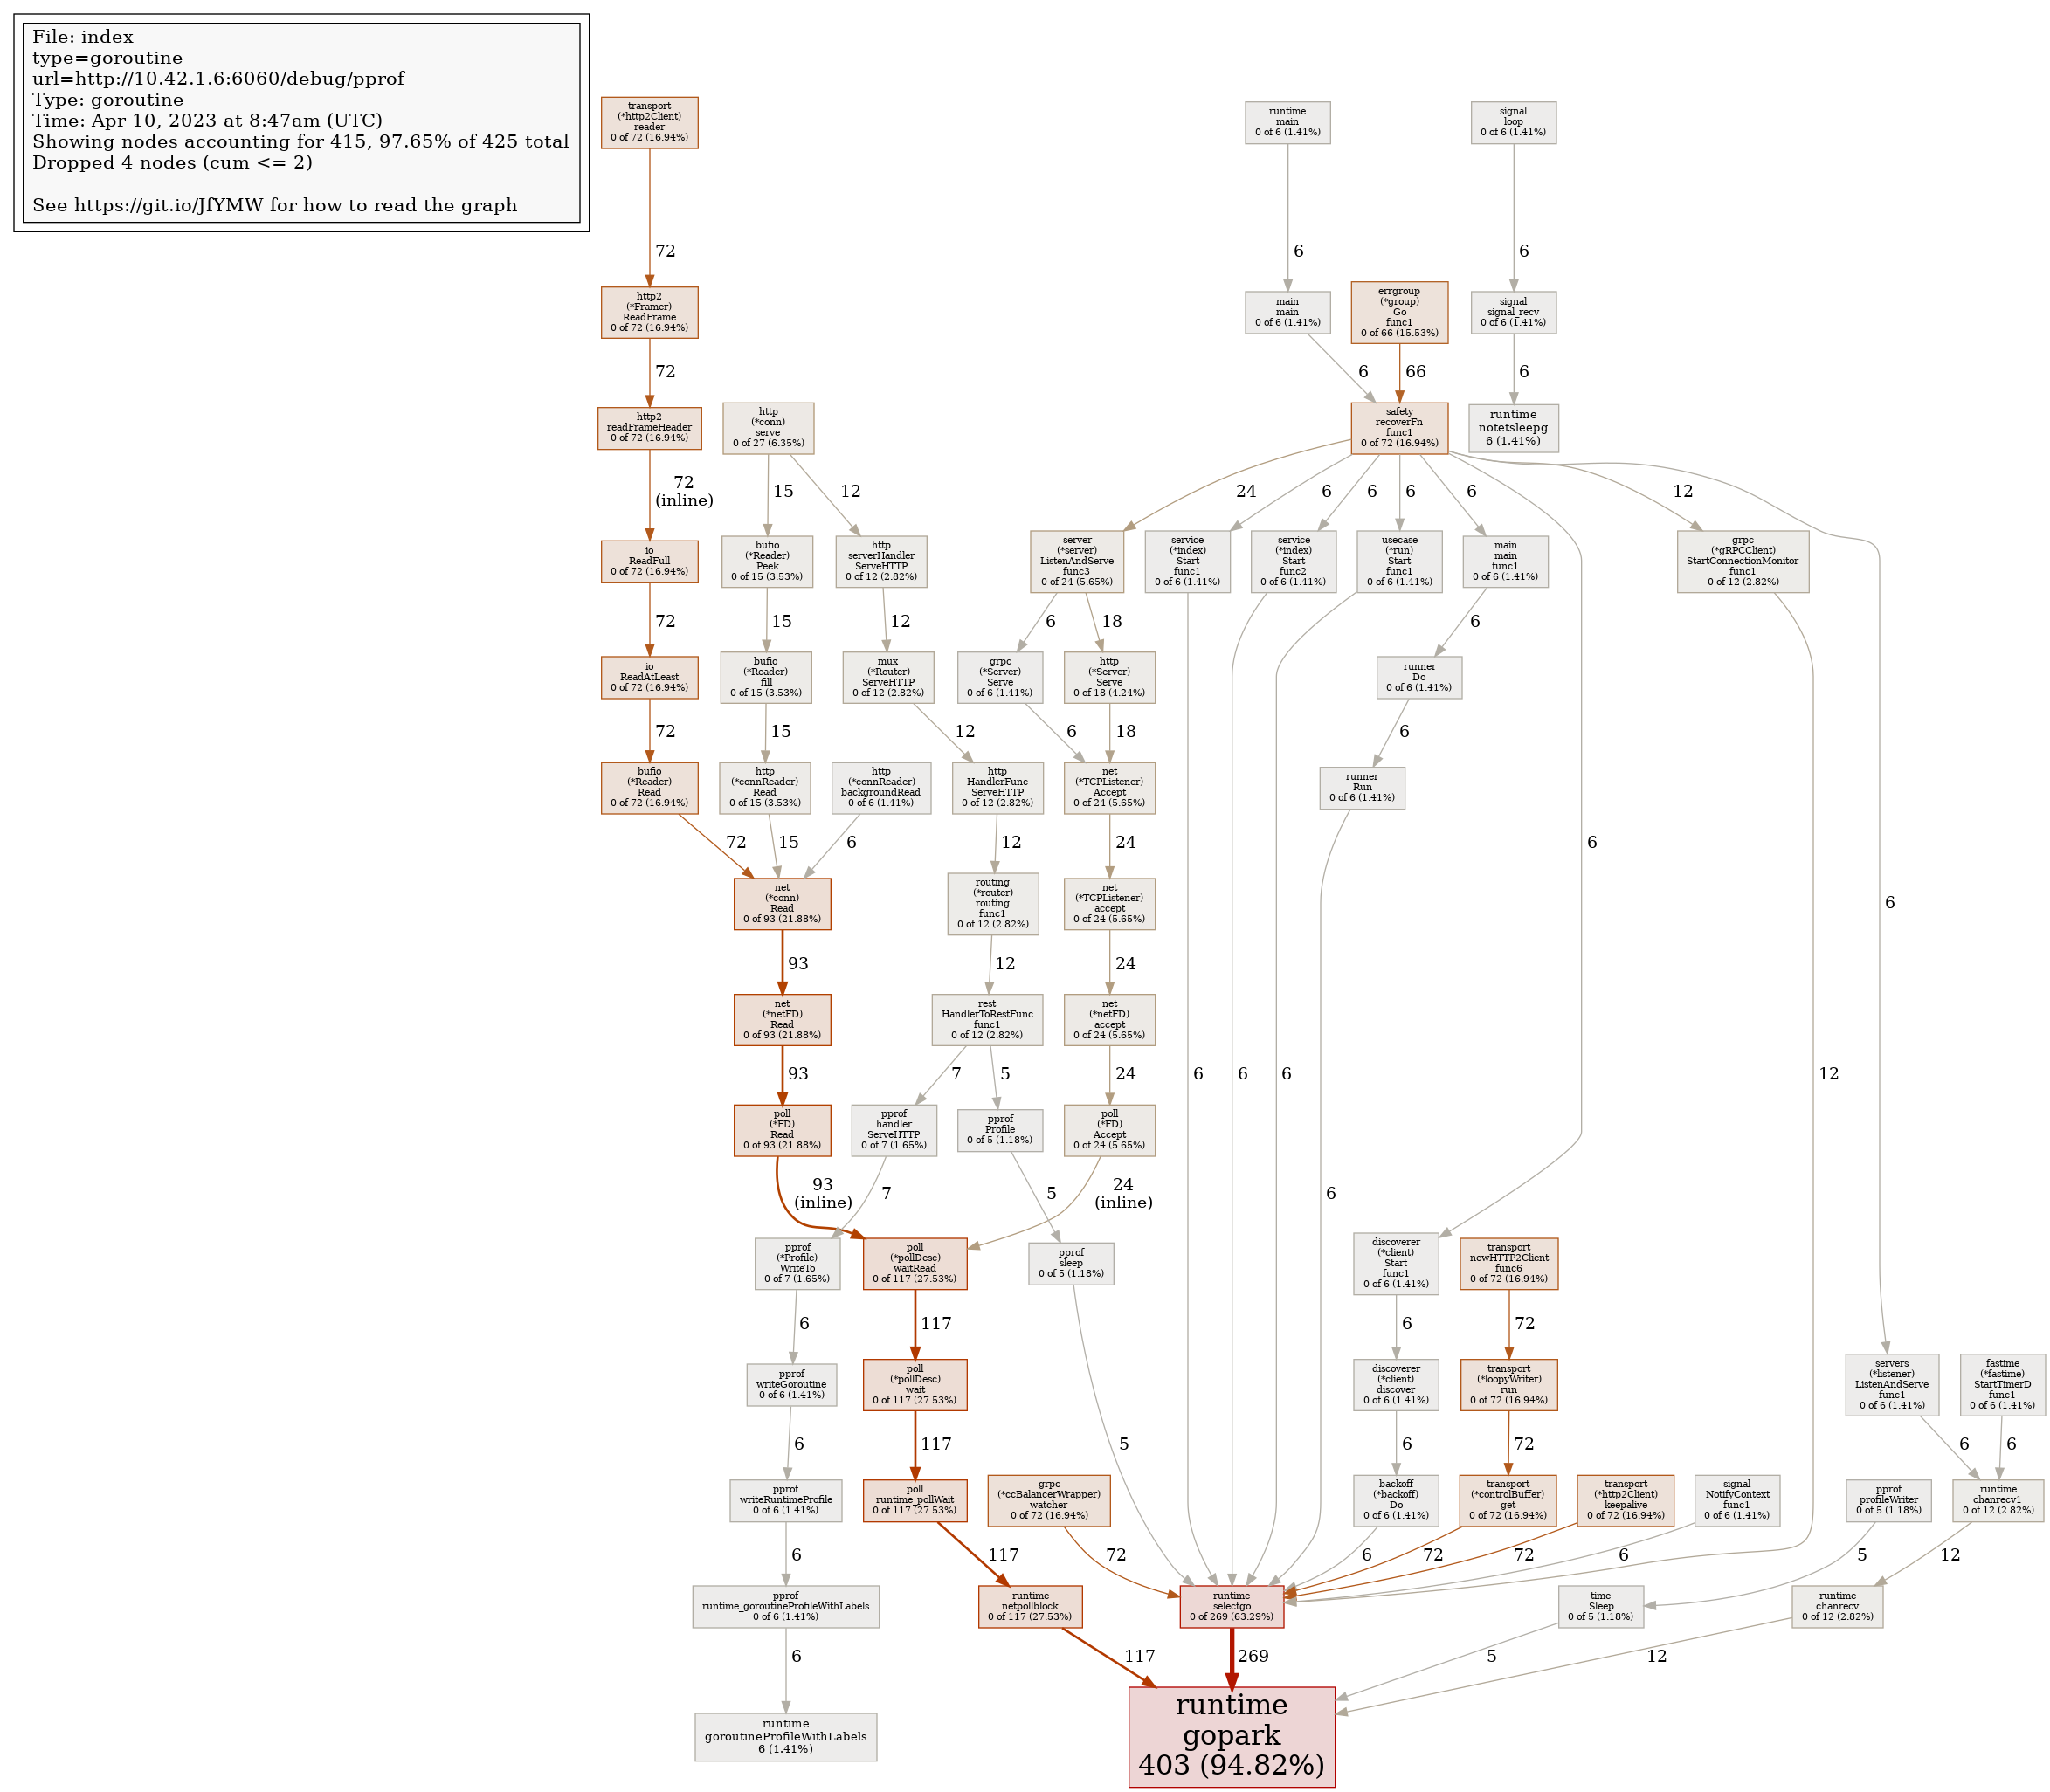 File: index
type=goroutine
url=http://10.42.1.6:6060/debug/pprof
Type: goroutine
Time: Apr 10, 2023 at 8:47am (UTC)
Showing nodes accounting for 415, 97.65% of 425 total
Dropped 4 nodes (cum <= 2)
See https://git.io/JfYMW for how to read the graph
transport
(*http2Client)
reader
0 of 72 (16.94%)
runtime
main
0 of 6 (1.41%)
signal
loop
0 of 6 (1.41%)
72
6
6
http2
(*Framer)
ReadFrame
0 of 72 (16.94%)
main
main
0 of 6 (1.41%)
errgroup
(*group)
Go
func1
0 of 66 (15.53%)
signal
signal_recv
0 of 6 (1.41%)
72
6
66
6
http2
readFrameHeader
0 of 72 (16.94%)
http
(*conn)
serve
0 of 27 (6.35%)
safety
recoverFn
func1
0 of 72 (16.94%)
runtime
notetsleepg
6 (1.41%)
72
(inline)
15
12
24
6
6
6
6
12
io
ReadFull
0 of 72 (16.94%)
bufio
(*Reader)
Peek
0 of 15 (3.53%)
http
serverHandler
ServeHTTP
0 of 12 (2.82%)
server
(*server)
ListenAndServe
func3
0 of 24 (5.65%)
service
(*index)
Start
func1
0 of 6 (1.41%)
service
(*index)
Start
func2
0 of 6 (1.41%)
usecase
(*run)
Start
func1
0 of 6 (1.41%)
main
main
func1
0 of 6 (1.41%)
grpc
(*gRPCClient)
StartConnectionMonitor
func1
0 of 12 (2.82%)
72
15
12
6
18
6
io
ReadAtLeast
0 of 72 (16.94%)
bufio
(*Reader)
fill
0 of 15 (3.53%)
mux
(*Router)
ServeHTTP
0 of 12 (2.82%)
grpc
(*Server)
Serve
0 of 6 (1.41%)
http
(*Server)
Serve
0 of 18 (4.24%)
runner
Do
0 of 6 (1.41%)
72
15
12
6
18
6
bufio
(*Reader)
Read
0 of 72 (16.94%)
http
(*connReader)
Read
0 of 15 (3.53%)
http
(*connReader)
backgroundRead
0 of 6 (1.41%)
http
HandlerFunc
ServeHTTP
0 of 12 (2.82%)
net
(*TCPListener)
Accept
0 of 24 (5.65%)
runner
Run
0 of 6 (1.41%)
72
15
6
12
24
6
net
(*conn)
Read
0 of 93 (21.88%)
routing
(*router)
routing
func1
0 of 12 (2.82%)
net
(*TCPListener)
accept
0 of 24 (5.65%)
6
93
12
24
net
(*netFD)
Read
0 of 93 (21.88%)
rest
HandlerToRestFunc
func1
0 of 12 (2.82%)
net
(*netFD)
accept
0 of 24 (5.65%)
93
7
5
24
6
6
6
12
poll
(*FD)
Read
0 of 93 (21.88%)
pprof
handler
ServeHTTP
0 of 7 (1.65%)
pprof
Profile
0 of 5 (1.18%)
poll
(*FD)
Accept
0 of 24 (5.65%)
93
(inline)
7
5
24
(inline)
6
pprof
(*Profile)
WriteTo
0 of 7 (1.65%)
poll
(*pollDesc)
waitRead
0 of 117 (27.53%)
pprof
sleep
0 of 5 (1.18%)
discoverer
(*client)
Start
func1
0 of 6 (1.41%)
transport
newHTTP2Client
func6
0 of 72 (16.94%)
6
117
6
72
pprof
writeGoroutine
0 of 6 (1.41%)
poll
(*pollDesc)
wait
0 of 117 (27.53%)
discoverer
(*client)
discover
0 of 6 (1.41%)
transport
(*loopyWriter)
run
0 of 72 (16.94%)
servers
(*listener)
ListenAndServe
func1
0 of 6 (1.41%)
fastime
(*fastime)
StartTimerD
func1
0 of 6 (1.41%)
6
117
5
6
72
6
6
pprof
writeRuntimeProfile
0 of 6 (1.41%)
poll
runtime_pollWait
0 of 117 (27.53%)
grpc
(*ccBalancerWrapper)
watcher
0 of 72 (16.94%)
backoff
(*backoff)
Do
0 of 6 (1.41%)
transport
(*controlBuffer)
get
0 of 72 (16.94%)
transport
(*http2Client)
keepalive
0 of 72 (16.94%)
signal
NotifyContext
func1
0 of 6 (1.41%)
pprof
profileWriter
0 of 5 (1.18%)
runtime
chanrecv1
0 of 12 (2.82%)
6
117
72
6
72
72
6
5
12
pprof
runtime_goroutineProfileWithLabels
0 of 6 (1.41%)
runtime
netpollblock
0 of 117 (27.53%)
runtime
selectgo
0 of 269 (63.29%)
time
Sleep
0 of 5 (1.18%)
runtime
chanrecv
0 of 12 (2.82%)
6
117
269
5
12
runtime
goroutineProfileWithLabels
6 (1.41%)
runtime
gopark
403 (94.82%)